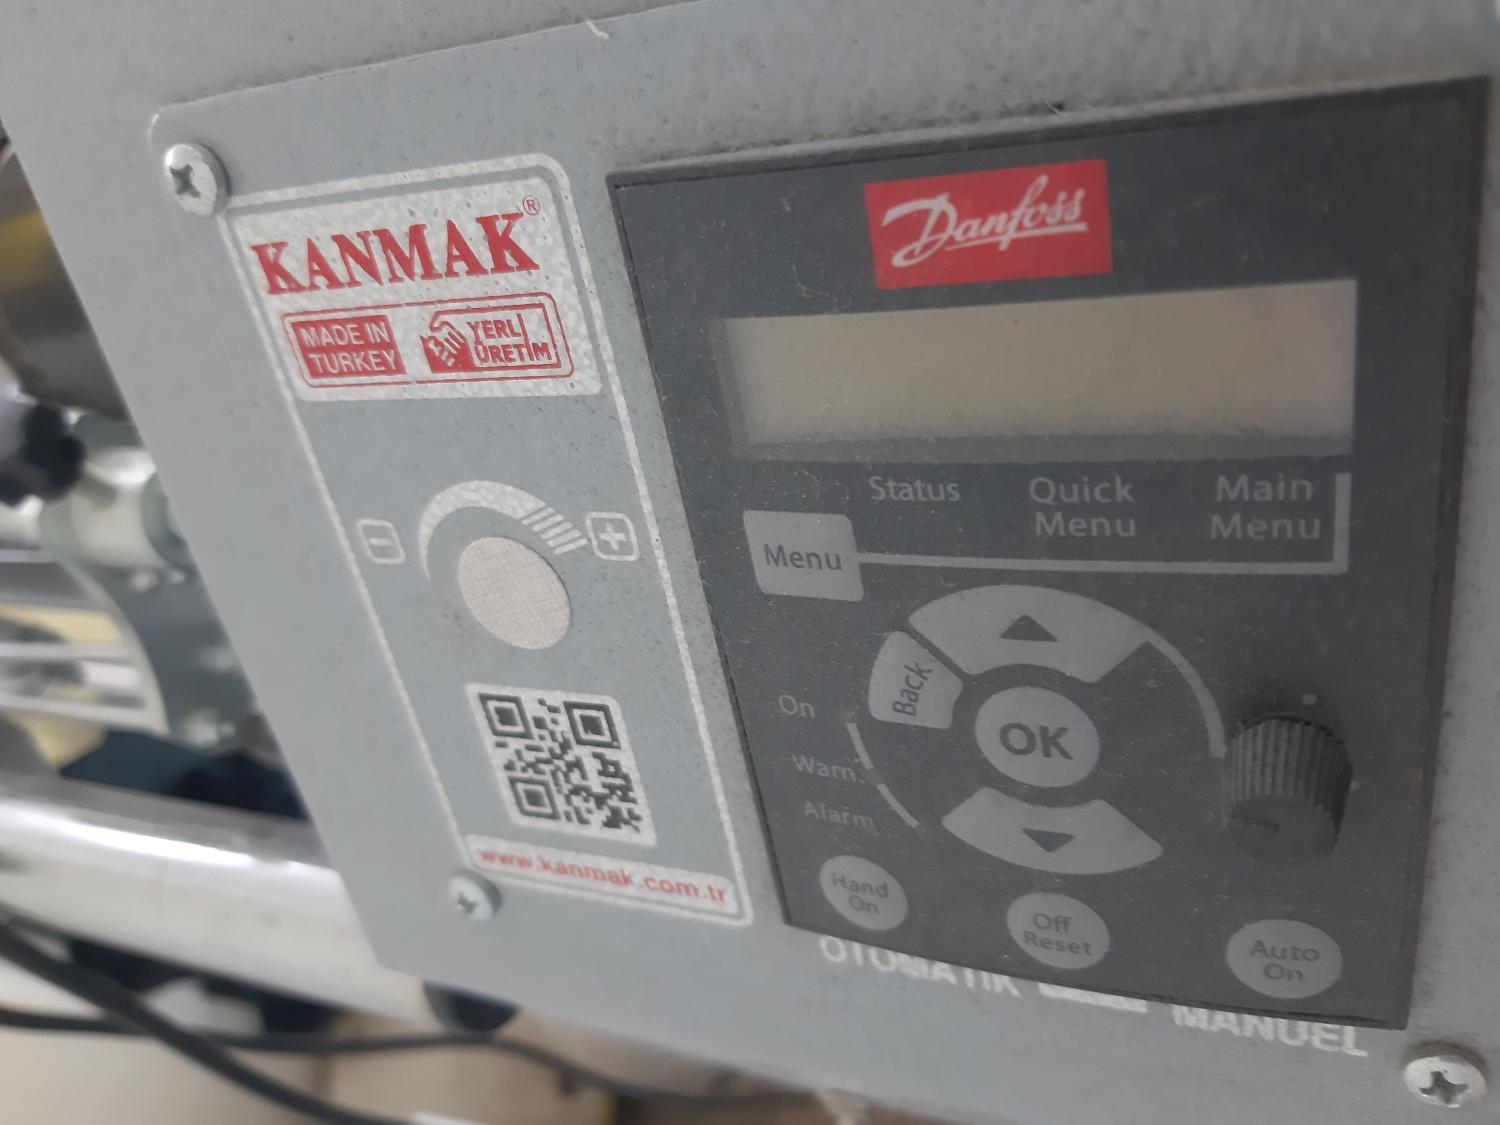 KANMAK®
MADE IN
TURKEY
YERLİ
ÜRETİM
www.kanmak.com.tr
Danfoss
Status
Quick
Menu
Main
Menu
Menu
Back
OK
On
Warn.
Alarm
Hand
On
Off
Reset
Auto
On
OTOMATİK
MANUEL